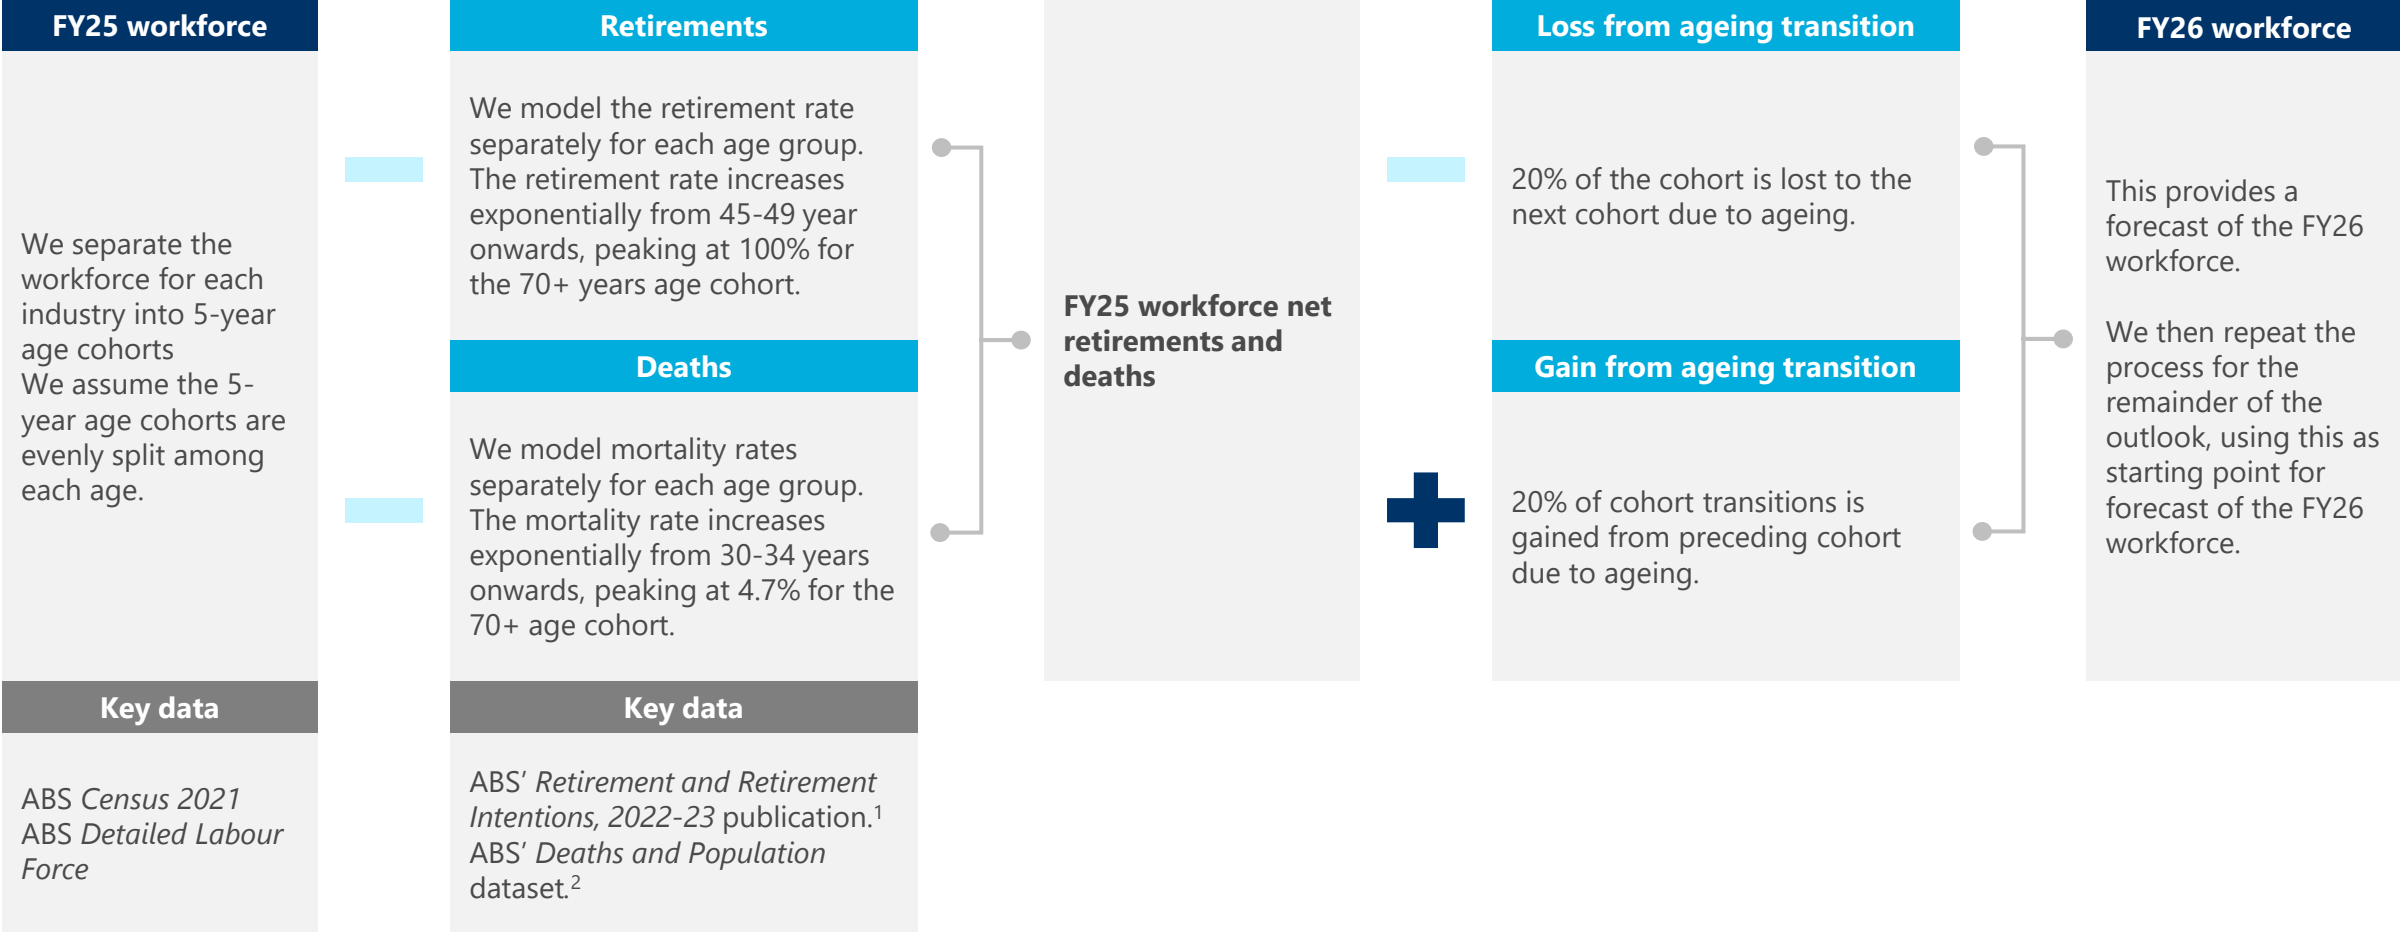 FY25 workforce
We separate the
workforce for each
industry into 5-year
age cohorts
We assume the 5-
year age cohorts are
evenly split among
each age.
Key data
ABS Census 2021
ABS Detailed Labour
Force
Retirements
We model the retirement rate
separately for each age group.
The retirement rate increases
exponentially from 45-49 year
onwards, peaking at 100% for
the 70+ years age cohort.
Deaths
We model mortality rates
separately for each age group.
The mortality rate increases
exponentially from 30-34 years
onwards, peaking at 4.7% for the
70+ age cohort.
Key data
ABS’ Retirement and Retirement
Intentions, 2022-23 publication.¹
ABS’ Deaths and Population
dataset.²
FY25 workforce net
retirements and
deaths
Loss from ageing transition
20% of the cohort is lost to the
next cohort due to ageing.
Gain from ageing transition
20% of cohort transitions is
gained from preceding cohort
due to ageing.
FY26 workforce
This provides a
forecast of the FY26
workforce.
We then repeat the
process for the
remainder of the
outlook, using this as
starting point for
forecast of the FY26
workforce.